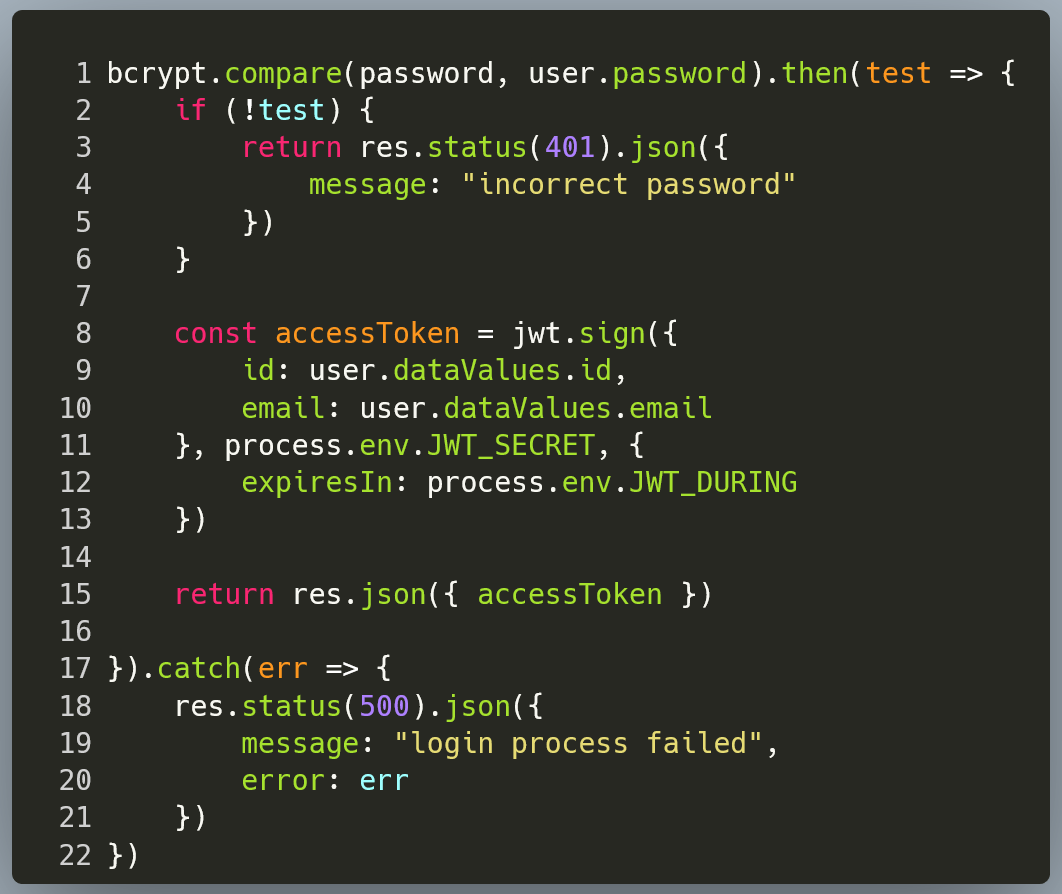 1 bcrypt.compare(password, user.password).then(test => {
2     if (!test) {
3         return res.status(401).json({
4             message: "incorrect password"
5         })
6     }
7
8     const accessToken = jwt.sign({
9         id: user.dataValues.id,
10         email: user.dataValues.email
11     }, process.env.JWT_SECRET, {
12         expiresIn: process.env.JWT_DURING
13     })
14
15     return res.json({ accessToken })
16
17 }).catch(err => {
18     res.status(500).json({
19         message: "login process failed",
20         error: err
21     })
22 })